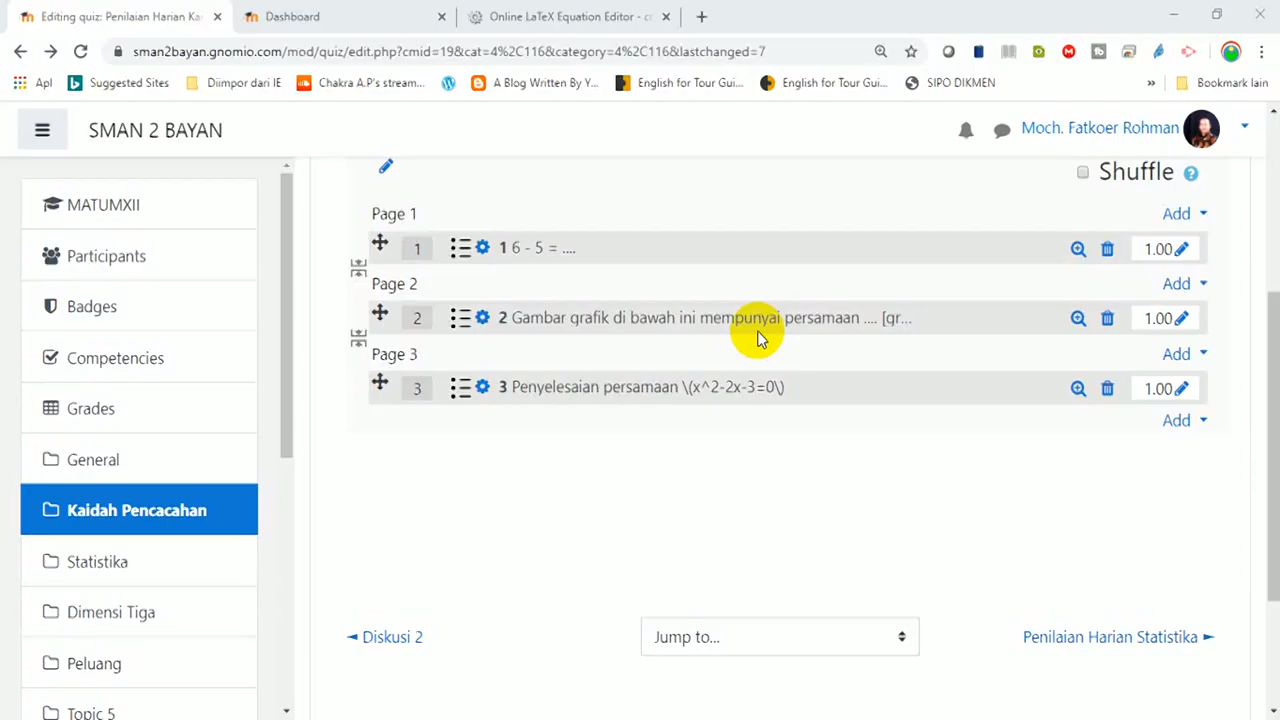 Editing quiz: Penilaian Harian Ka
Dashboard
Online LaTeX Equation Editor - c
sman2bayan.gnomio.com/mod/quiz/edit.php?cmid=19&cat=4%2C116&category=4%2C116&lastchanged=7
Apl
Suggested Sites
Diimpor dari IE
Chakra A.P's stream...
A Blog Written By Y...
English for Tour Gui...
English for Tour Gui...
SIPO DIKMEN
»
Bookmark lain
SMAN 2 BAYAN
Moch. Fatkoer Rohman
MATUMXII
Participants
Badges
Competencies
Grades
General
Kaidah Pencacahan
Statistika
Dimensi Tiga
Peluang
Topic 5
Shuffle
Page 1
Add
1
1 6 - 5 = ....
1.00
Page 2
Add
2
2 Gambar grafik di bawah ini mempunyai persamaan .... [gr...
1.00
Page 3
Add
3
3 Penyelesaian persamaan \(x^2-2x-3=0\)
1.00
Add
◄ Diskusi 2
Jump to...
Penilaian Harian Statistika ►